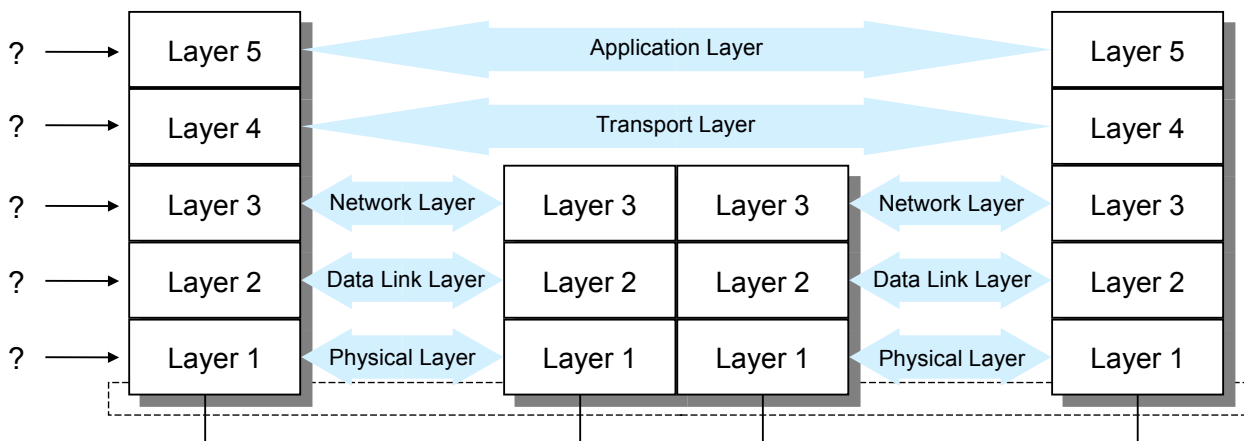 ? Layer 5 Application Layer Layer 5
? Layer 4 Transport Layer Layer 4
? Layer 3 Network Layer Layer 3 Layer 3 Network Layer Layer 3
? Layer 2 Data Link Layer Layer 2 Layer 2 Data Link Layer Layer 2
? Layer 1 Physical Layer Layer 1 Layer 1 Physical Layer Layer 1